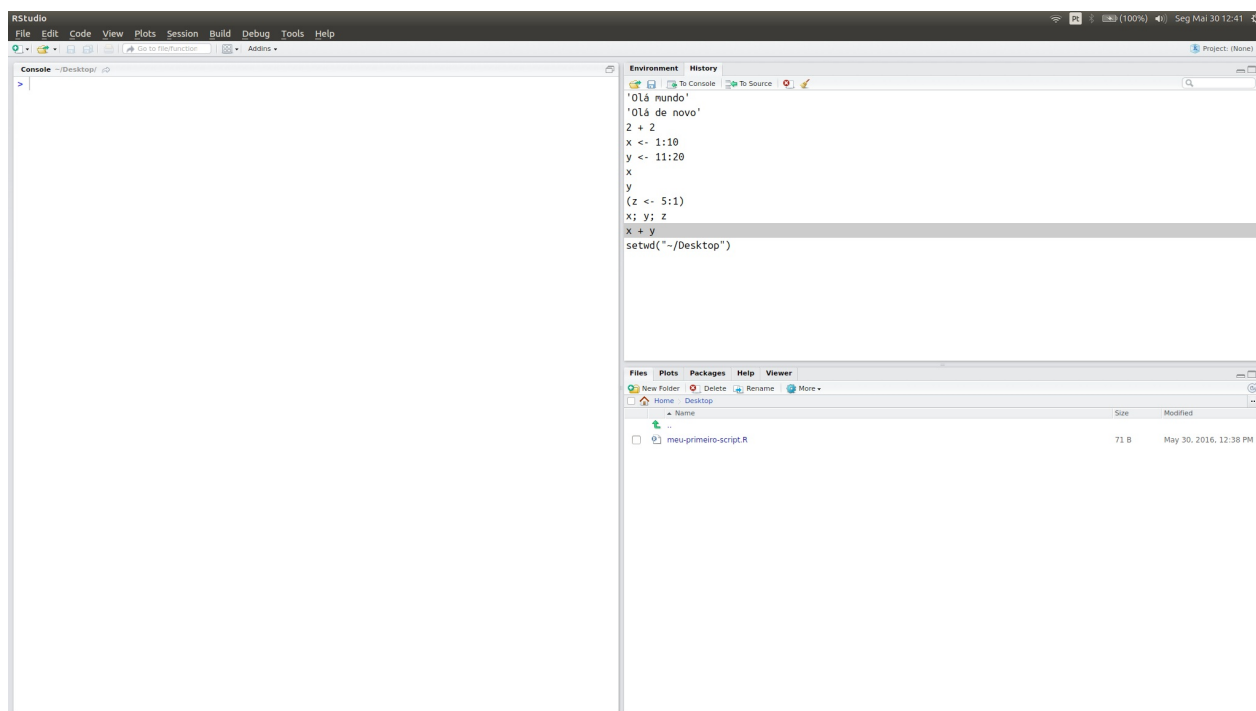 RStudio
Pt (100%) Seg Mai 30 12:41
File Edit Code View Plots Session Build Debug Tools Help
Go to file/function Addins
Project: (None)
Console ~/Desktop/
>
Environment History
To Console To Source
'Olá mundo'
'Olá de novo'
2 + 2
x <- 1:10
y <- 11:20
x
y
(z <- 5:1)
x; y; z
x + y
setwd("~/Desktop")
Files Plots Packages Help Viewer
New Folder Delete Rename More
Home Desktop
Name Size Modified
..
meu-primeiro-script.R 71 B May 30, 2016, 12:38 PM